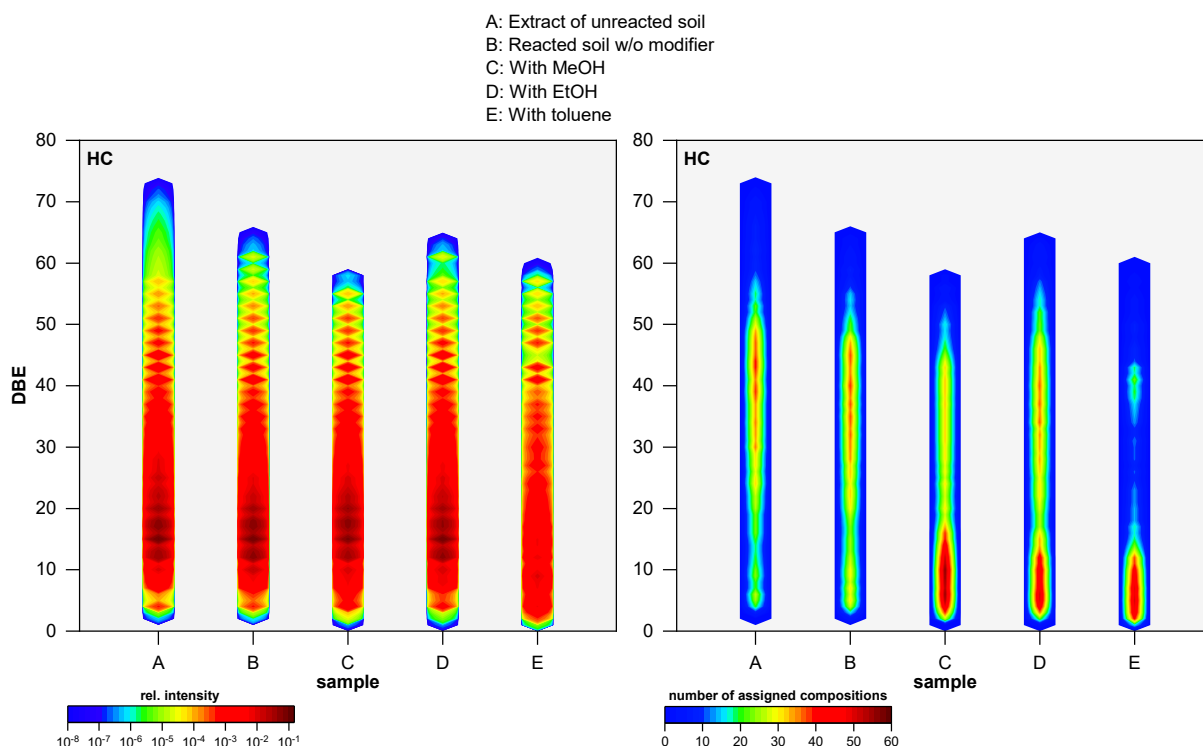 A: Extract of unreacted soil
B: Reacted soil w/o modifier
C: With MeOH
D: With EtOH
E: With toluene
80
70
60
50
40
30
20
10
0
DBE
HC
A B C D E
sample
rel. intensity
10⁻⁸ 10⁻⁷ 10⁻⁶ 10⁻⁵ 10⁻⁴ 10⁻³ 10⁻² 10⁻¹
80
70
60
50
40
30
20
10
0
HC
A B C D E
sample
number of assigned compositions
0 10 20 30 40 50 60